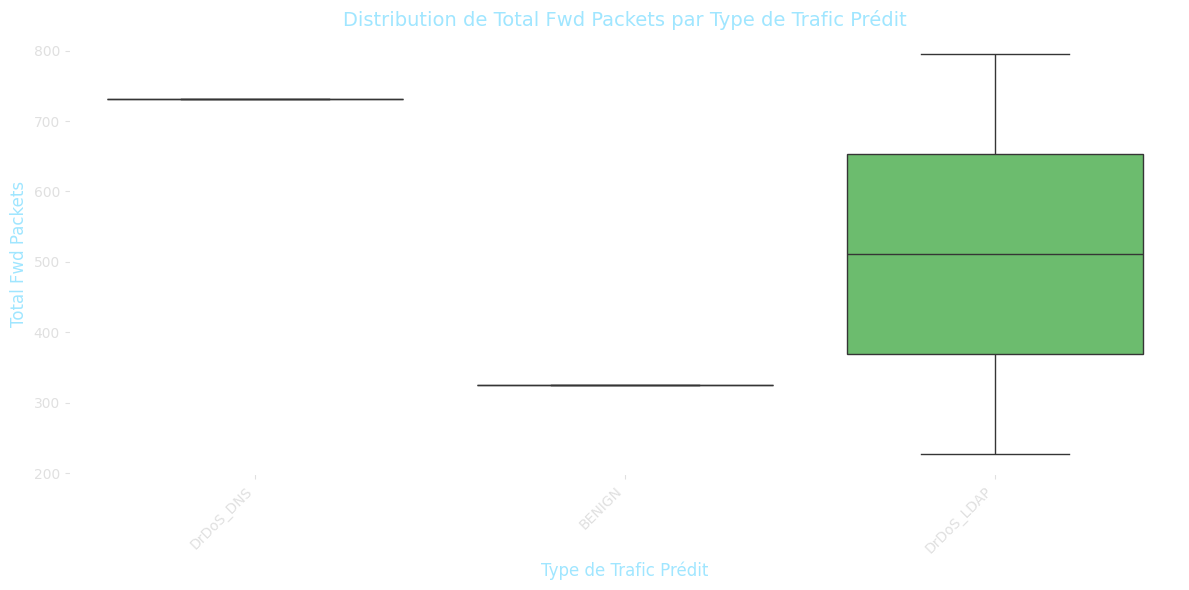 Distribution de Total Fwd Packets par Type de Trafic Prédit
Total Fwd Packets
800
700
600
500
400
300
200
DrDoS_DNS
BENIGN
DrDoS_LDAP
Type de Trafic Prédit